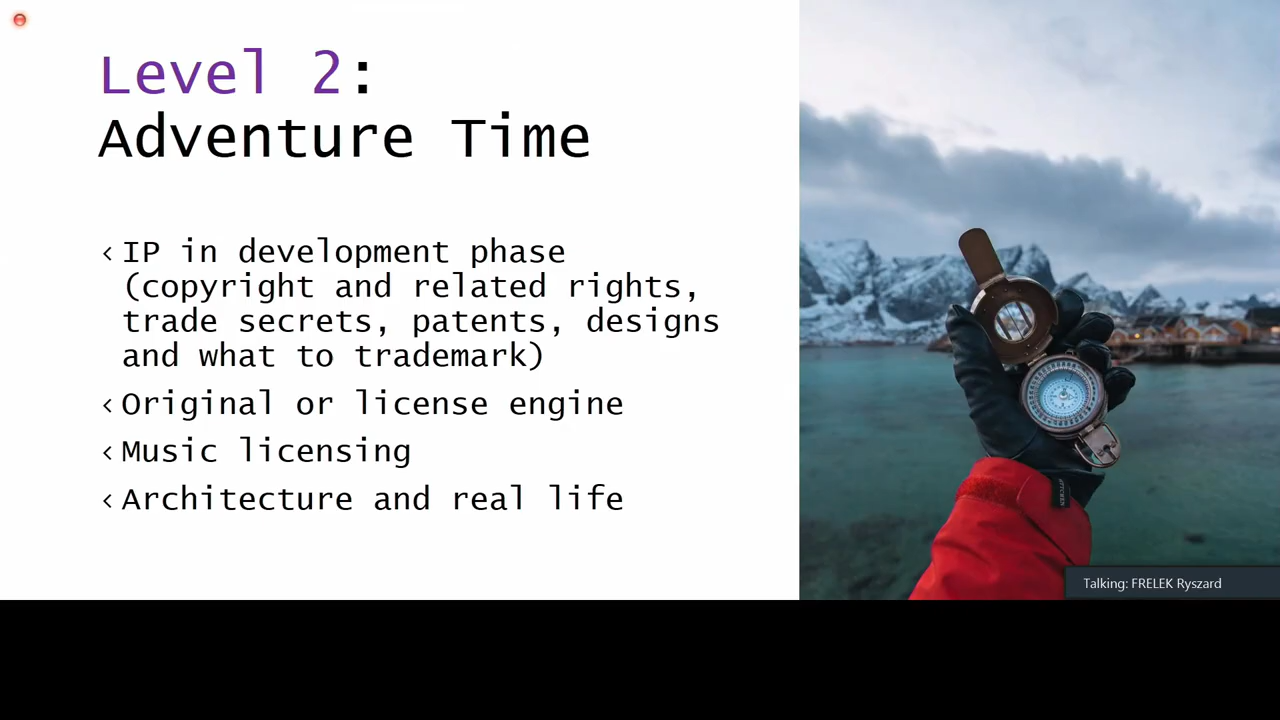 Level 2:
Adventure Time
‹ IP in development phase
(copyright and related rights,
trade secrets, patents, designs
and what to trademark)
‹ Original or license engine
‹ Music licensing
‹ Architecture and real life
Talking: FRELEK Ryszard